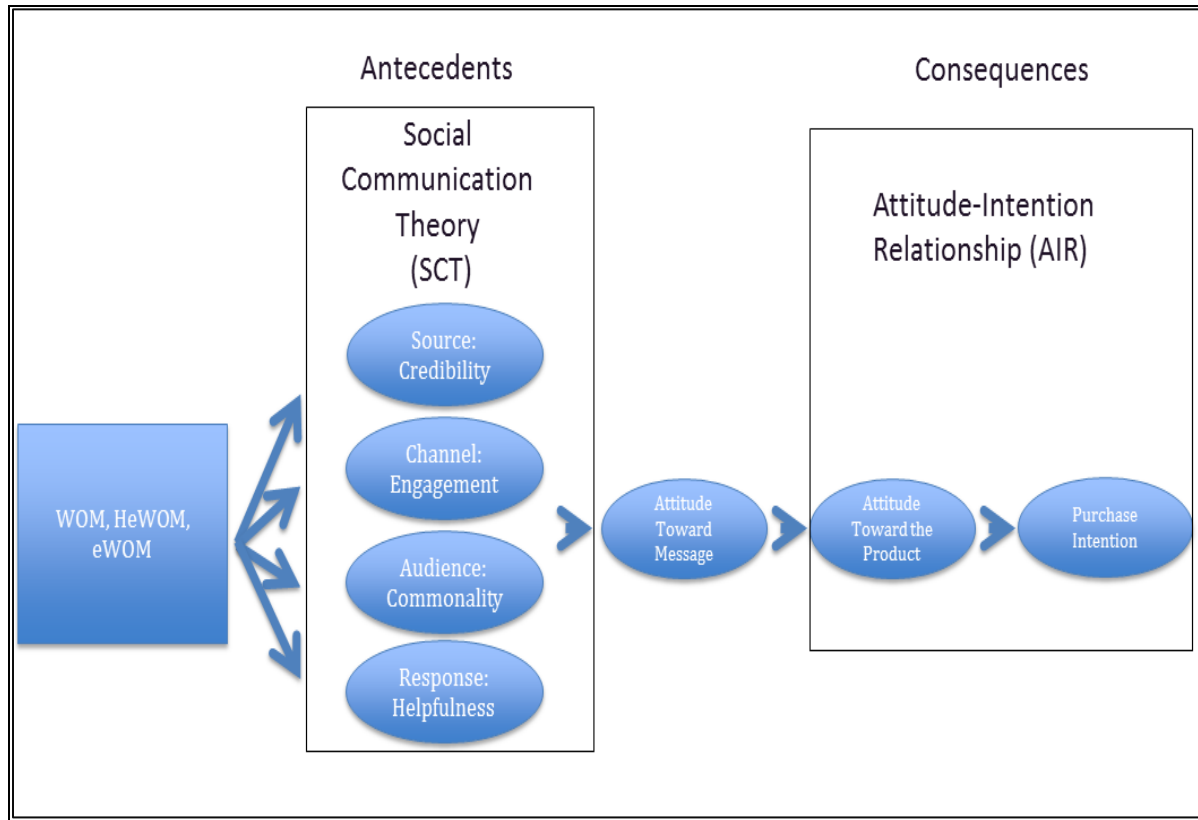 Antecedents
Consequences
Social
Communication
Theory
(SCT)
Attitude-Intention
Relationship (AIR)
Source:
Credibility
Channel:
Engagement
WOM, HeWOM,
eWOM
Attitude
Toward
Message
Attitude
Toward the
Product
Purchase
Intention
Audience:
Commonality
Response:
Helpfulness